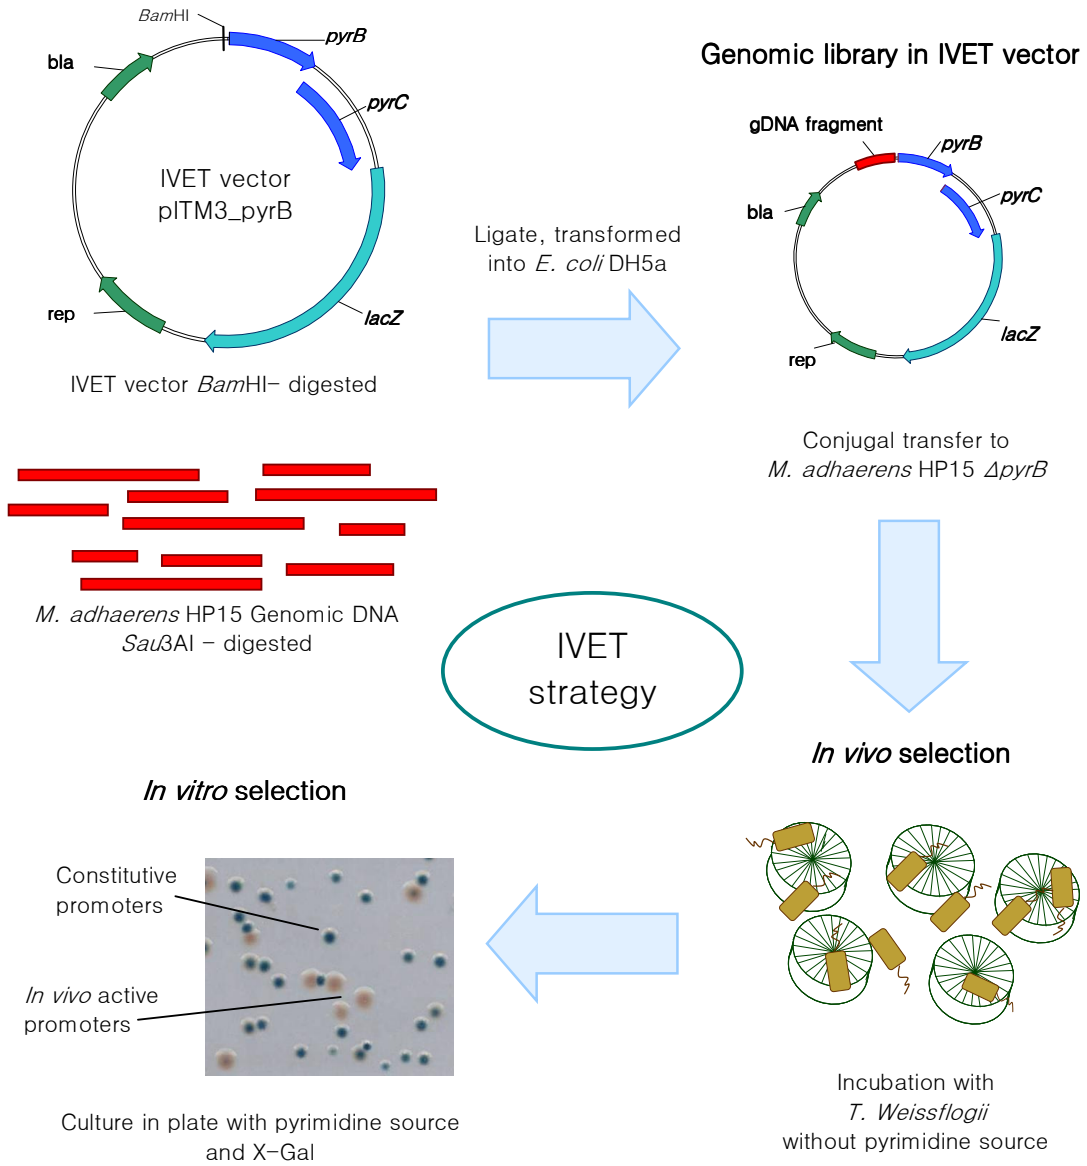 BamHI
pyrB
bla
pyrC
IVET vector
pITM3_pyrB
rep
lacZ
IVET vector BamHI- digested
Ligate, transformed
into E. coli DH5a
Genomic library in IVET vector
gDNA fragment
pyrB
pyrC
bla
lacZ
rep
Conjugal transfer to
M. adhaerens HP15 ΔpyrB
M. adhaerens HP15 Genomic DNA
Sau3AI - digested
IVET
strategy
In vivo selection
Incubation with
T. Weissflogii
without pyrimidine source
In vitro selection
Constitutive
promoters
In vivo active
promoters
Culture in plate with pyrimidine source
and X-Gal